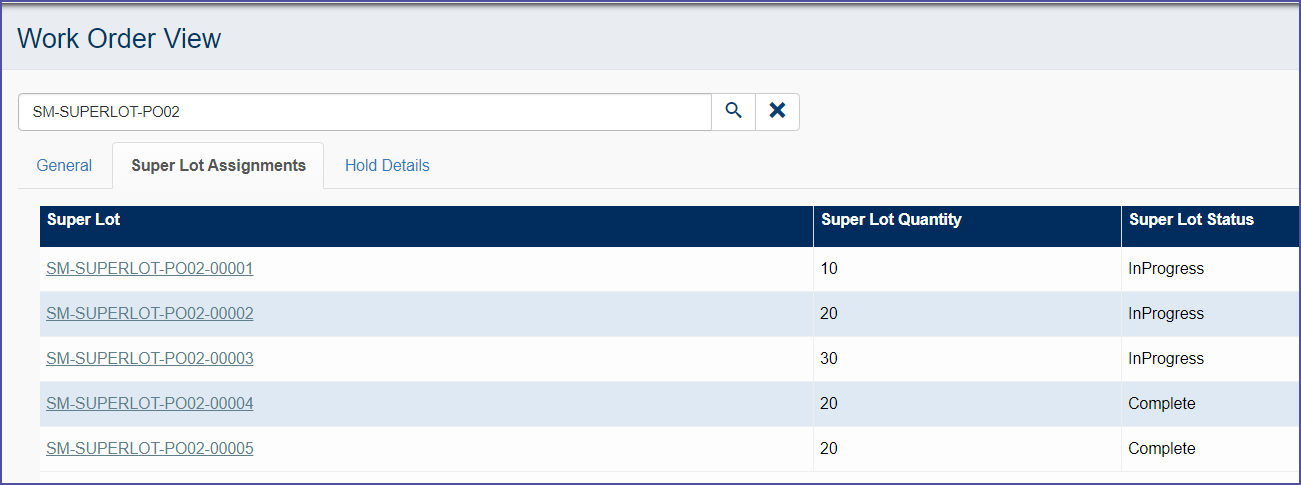 Work Order View
SM-SUPERLOT-PO02
General Super Lot Assignments Hold Details
Super Lot Super Lot Quantity Super Lot Status
SM-SUPERLOT-PO02-00001 10 InProgress
SM-SUPERLOT-PO02-00002 20 InProgress
SM-SUPERLOT-PO02-00003 30 InProgress
SM-SUPERLOT-PO02-00004 20 Complete
SM-SUPERLOT-PO02-00005 20 Complete